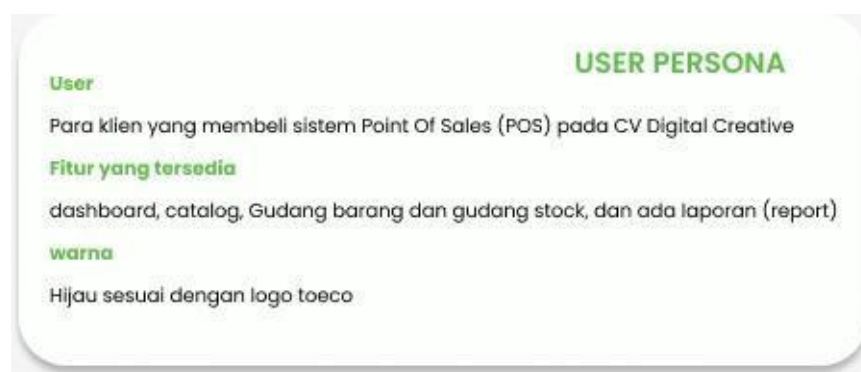 USER PERSONA
User
Para klien yang membeli sistem Point Of Sales (POS) pada CV Digital Creative
Fitur yang tersedia
dashboard, catalog, Gudang barang dan gudang stock, dan ada laporan (report)
warna
Hijau sesuai dengan logo toeco